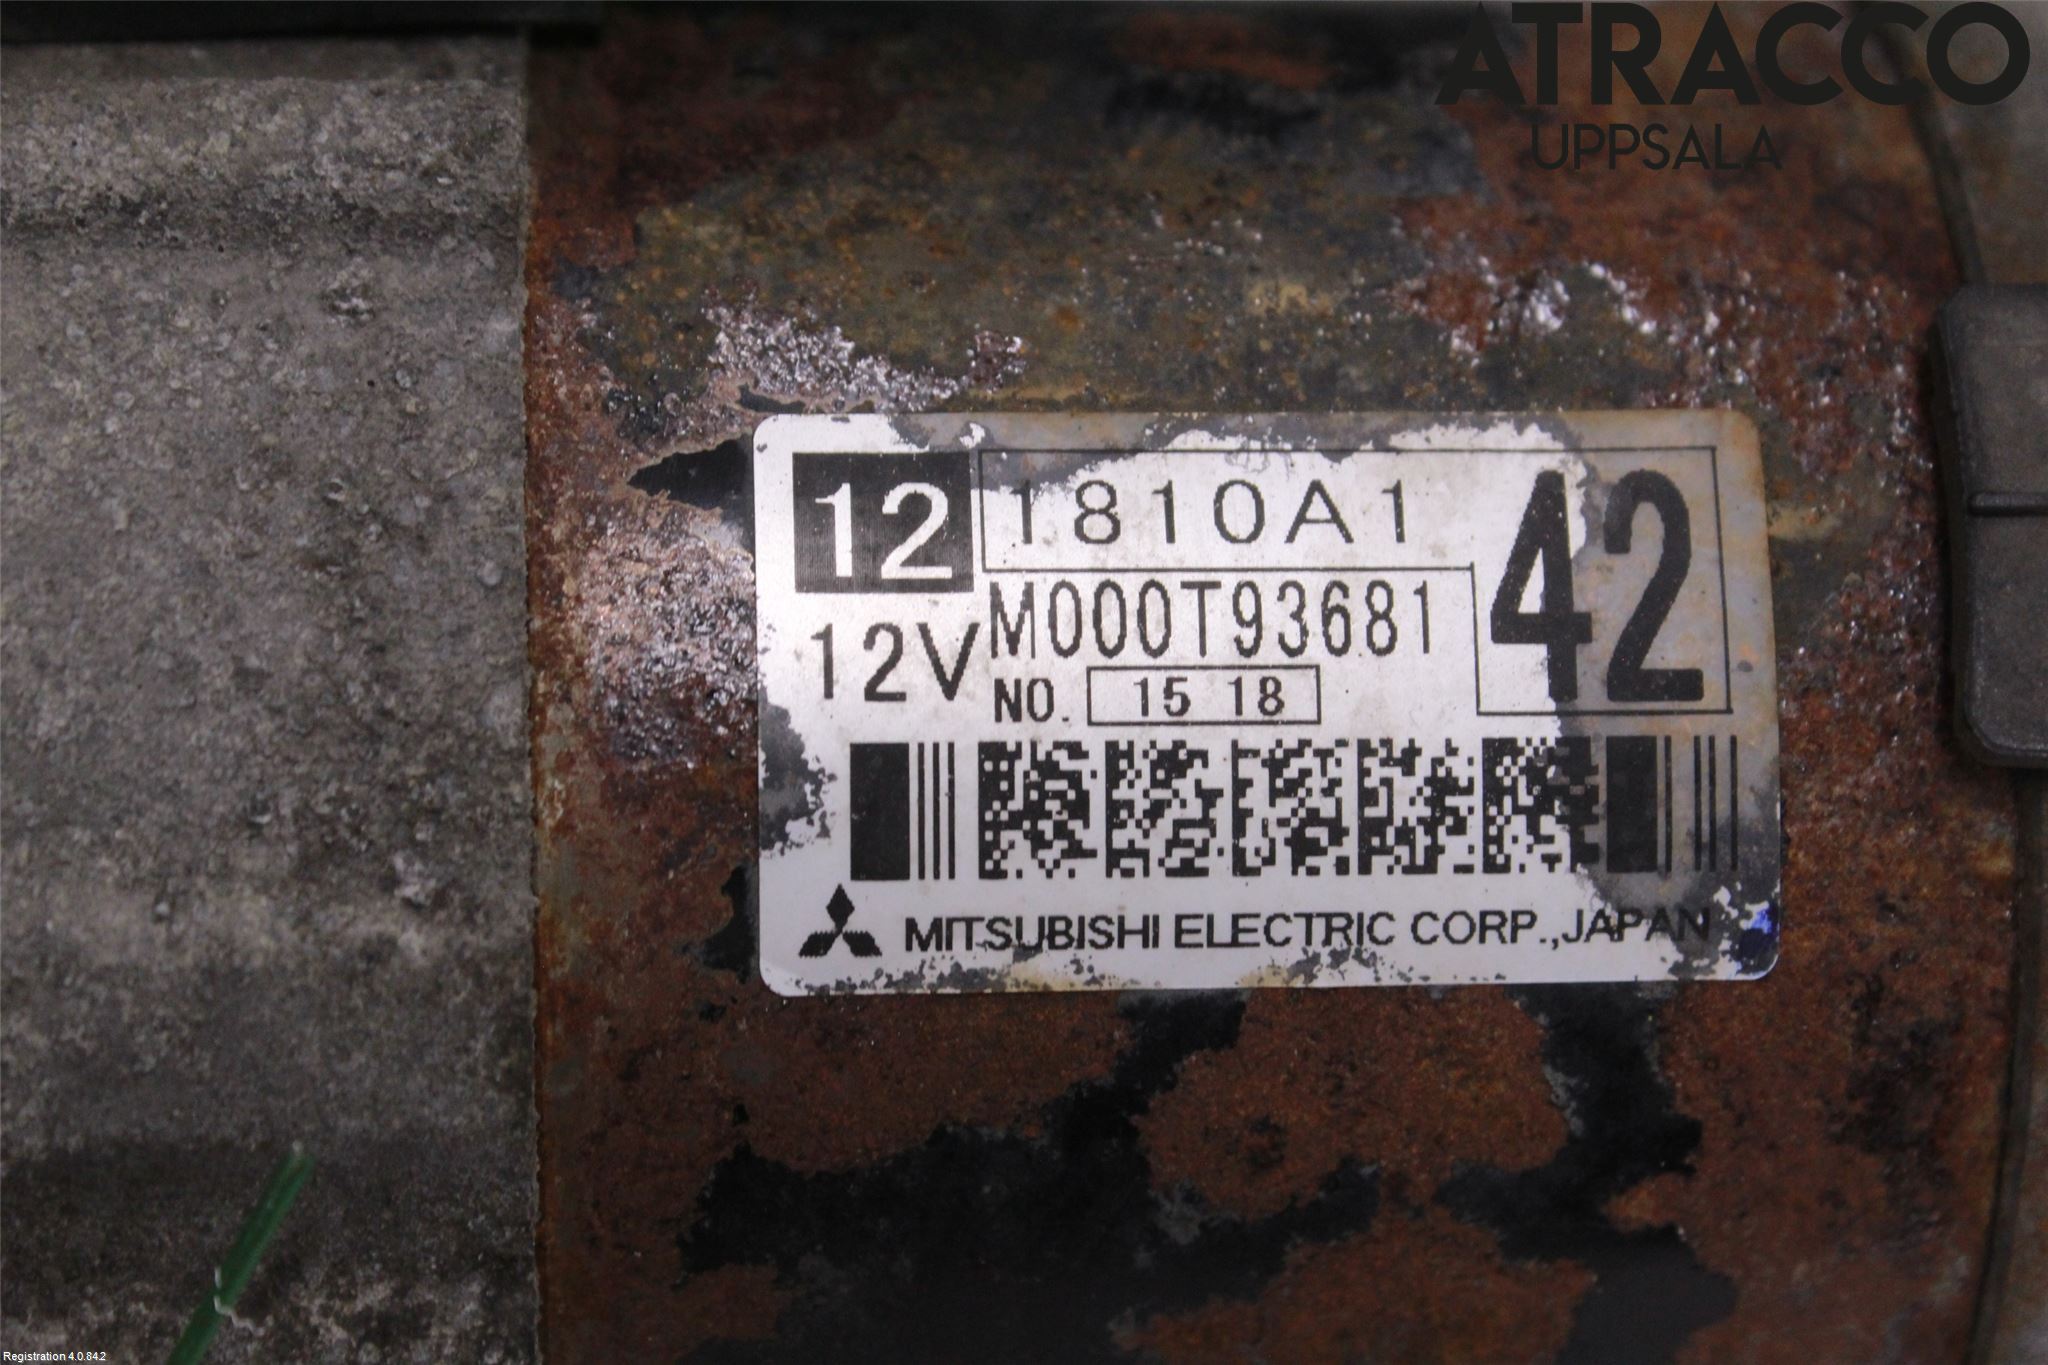 ATRACCO
UPPSALA
12 1810A1 42
12V M000T93681
NO. 15 18
MITSUBISHI ELECTRIC CORP., JAPAN
Registration 4.0.84.2